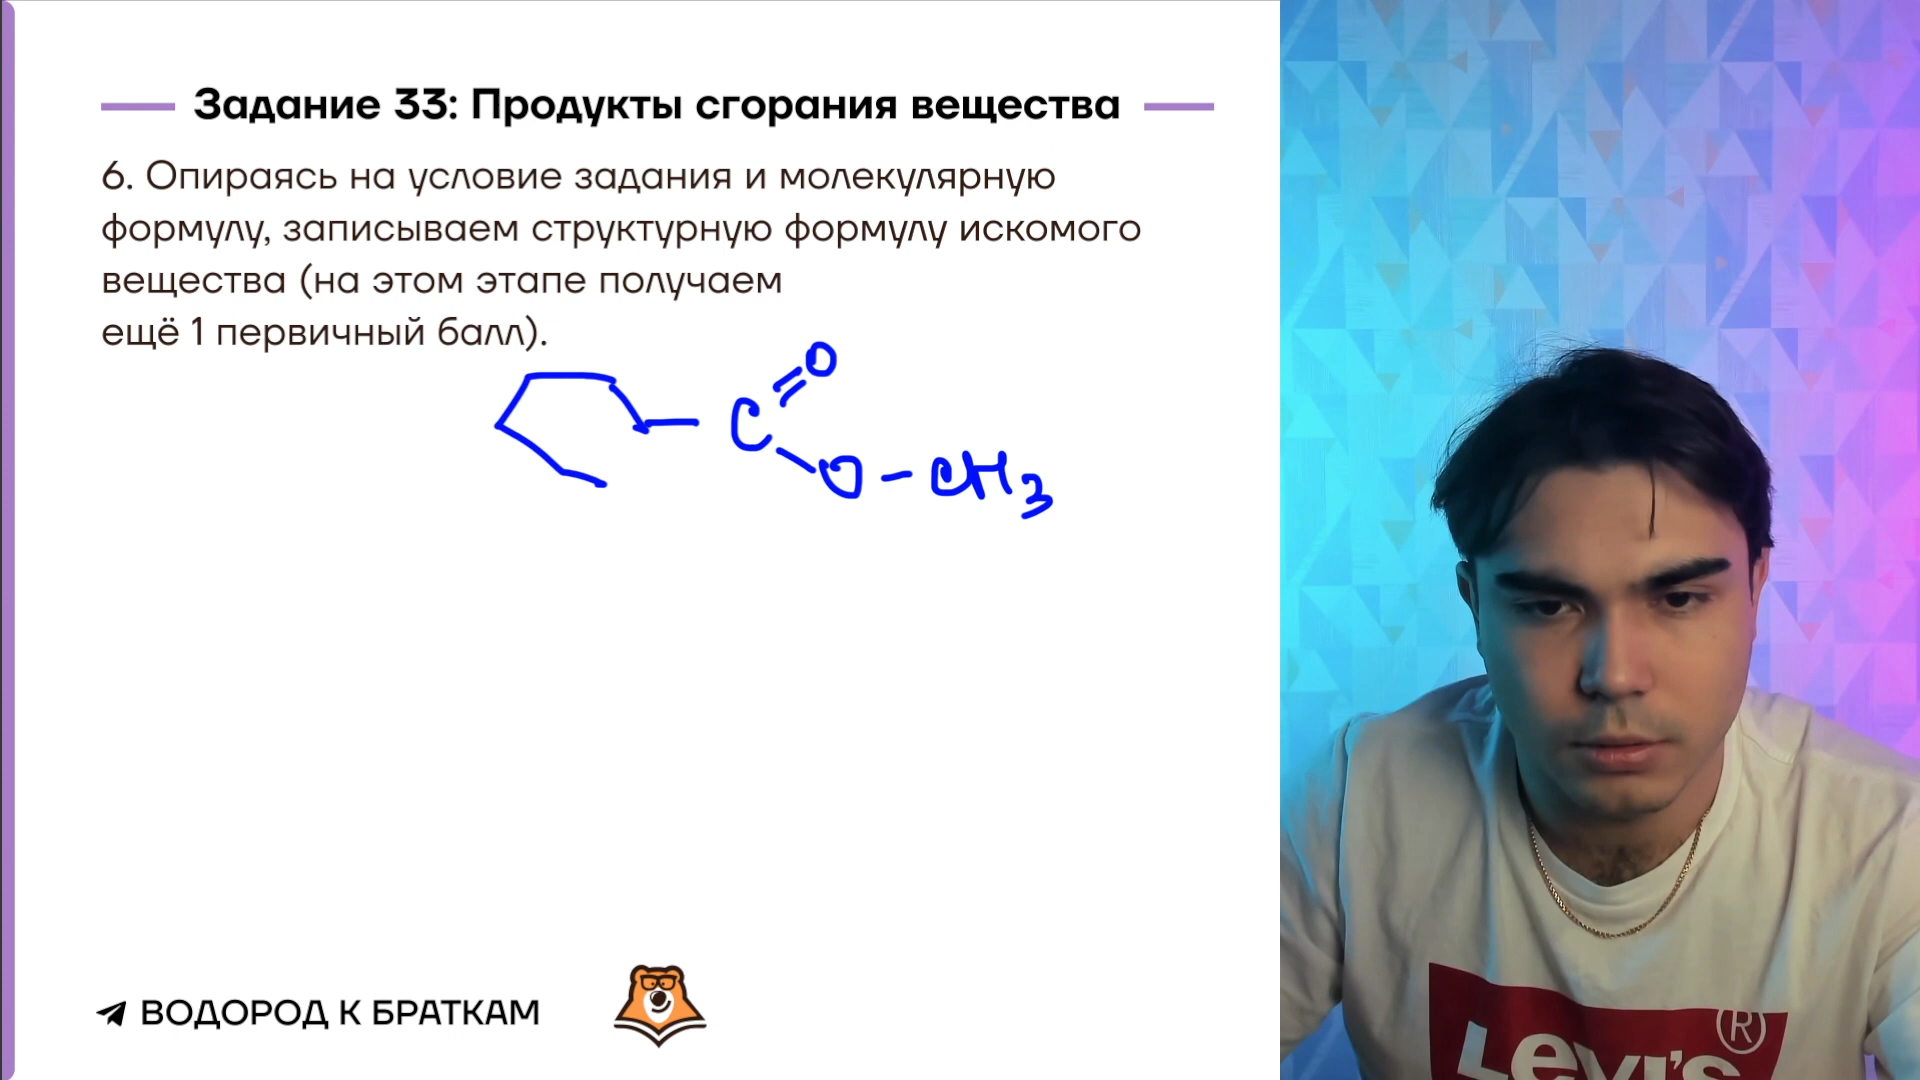 Задание 33: Продукты сгорания вещества
6. Опираясь на условие задания и молекулярную
формулу, записываем структурную формулу искомого
вещества (на этом этапе получаем
ещё 1 первичный балл).
O
C
O - CH3
ВОДОРОД К БРАТКАМ
Levi's ®